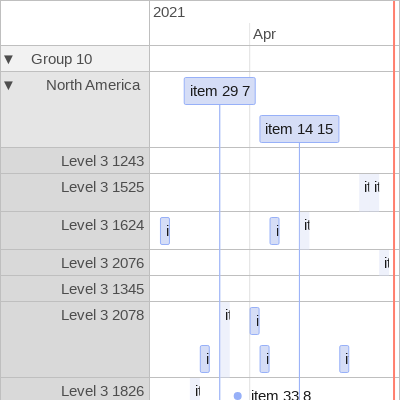 2021
Apr
▼ Group 10
▼ North America
item 29 7
item 14 15
Level 3 1243
Level 3 1525
it it
Level 3 1624
i i it
Level 3 2076
it
Level 3 1345
Level 3 2078
it i
i i i
Level 3 1826
it item 33 8